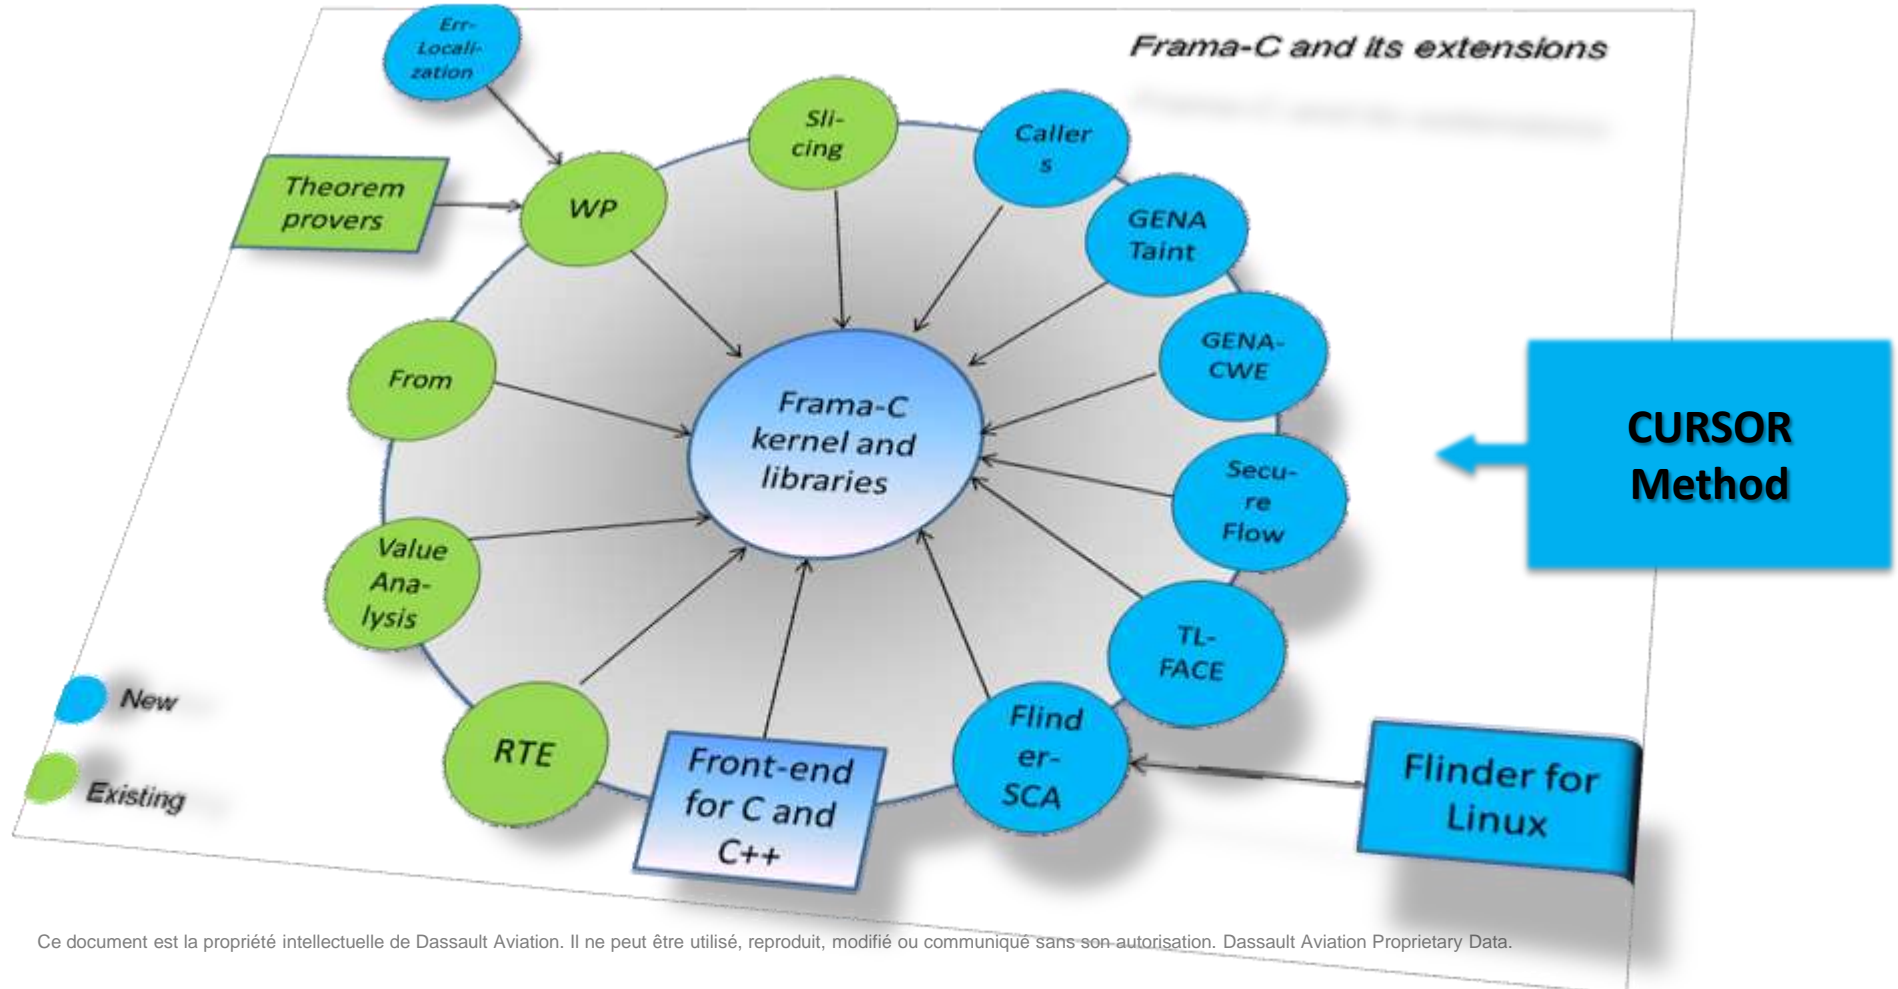 Frama-C and its extensions
Err-
Locali-
zation
Theorem
provers
WP
Sli-
cing
Caller
s
GENA
Taint
GENA-
CWE
From
Frama-C
kernel and
libraries
CURSOR
Method
Secu-
re
Flow
Value
Ana-
lysis
TL-
FACE
RTE
Front-end
for C and
C++
Flind
er-
SCA
Flinder for
Linux
New
Existing
Ce document est la propriété intellectuelle de Dassault Aviation. Il ne peut être utilisé, reproduit, modifié ou communiqué sans son autorisation. Dassault Aviation Proprietary Data.